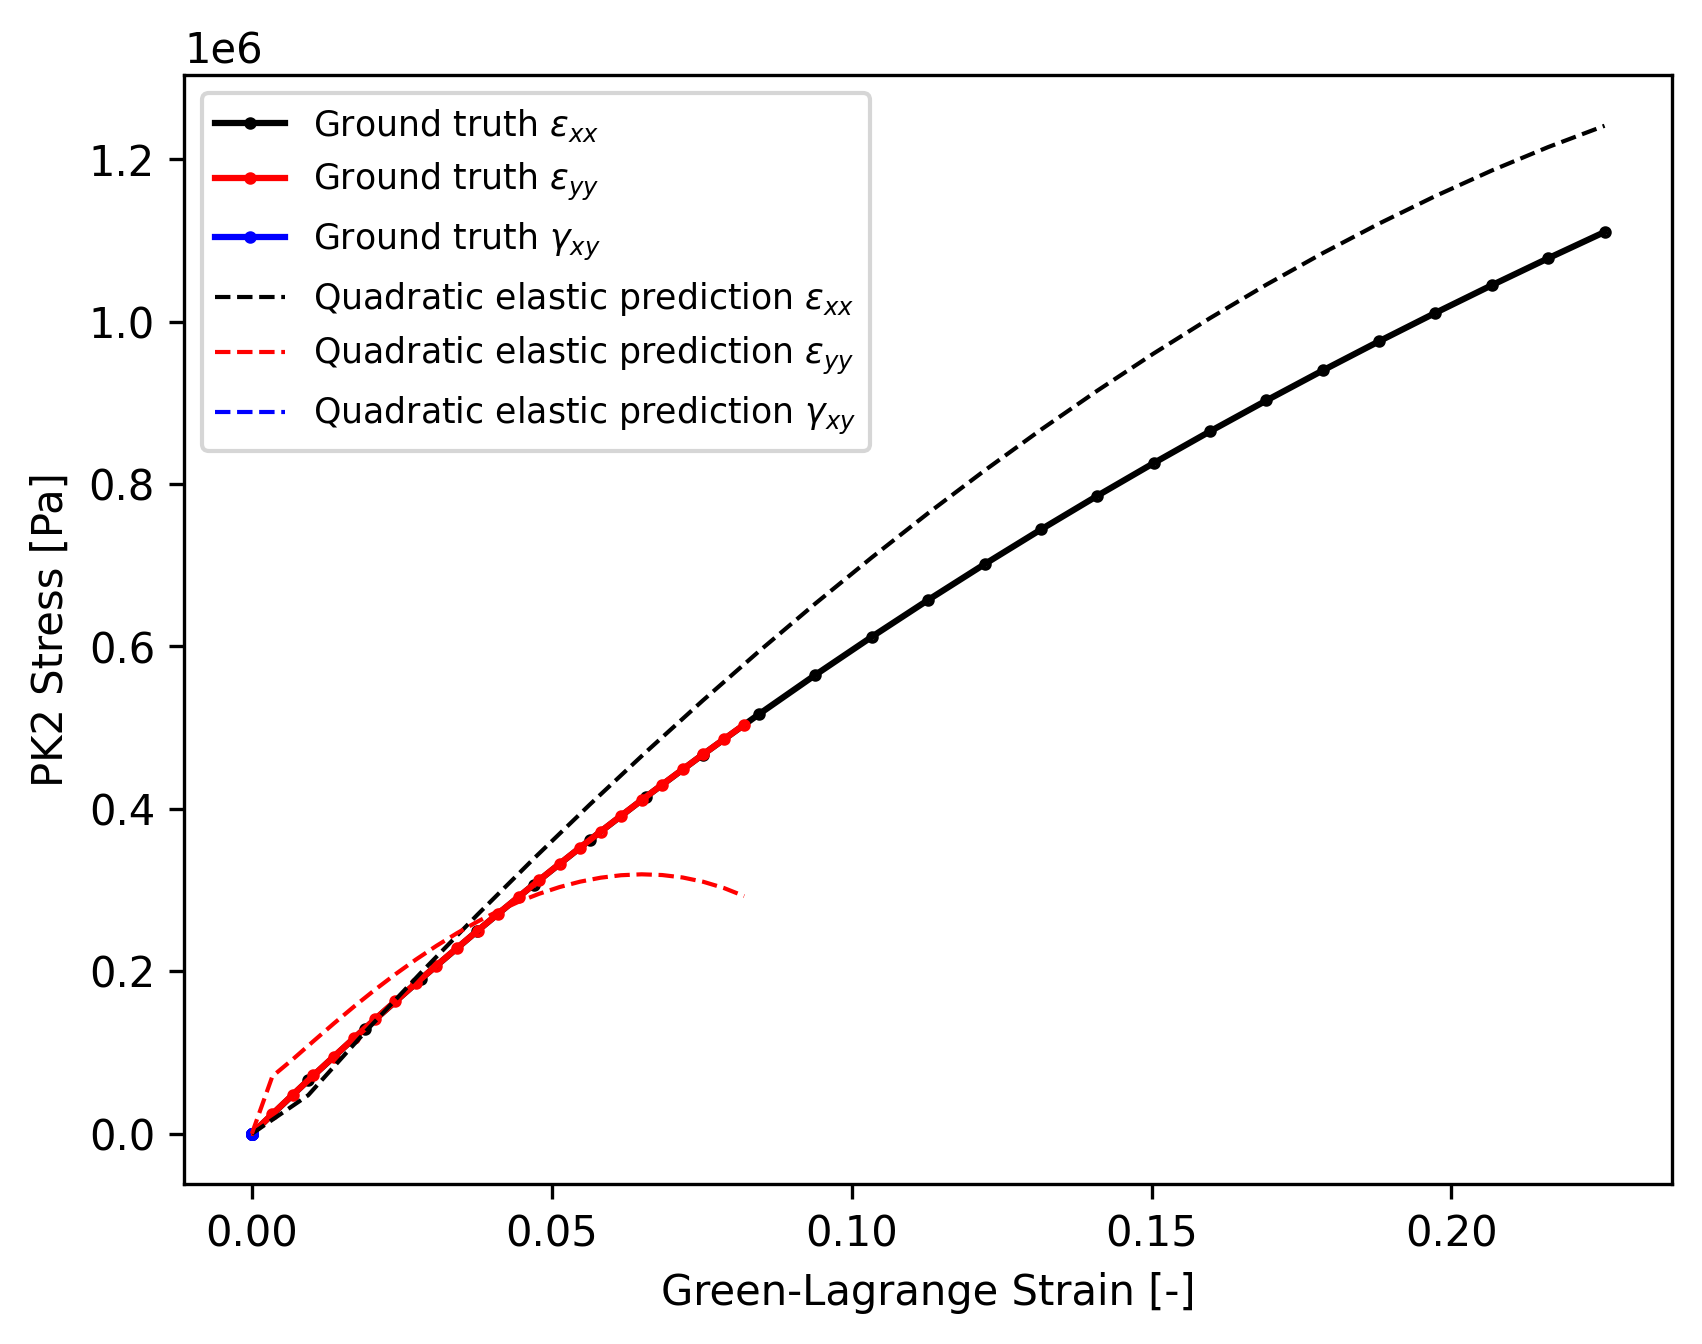 1e6
Ground truth εxx
Ground truth εyy
Ground truth γxy
Quadratic elastic prediction εxx
Quadratic elastic prediction εyy
Quadratic elastic prediction γxy
1.2
1.0
0.8
0.6
0.4
0.2
0.0
PK2 Stress [Pa]
0.00 0.05 0.10 0.15 0.20
Green-Lagrange Strain [-]